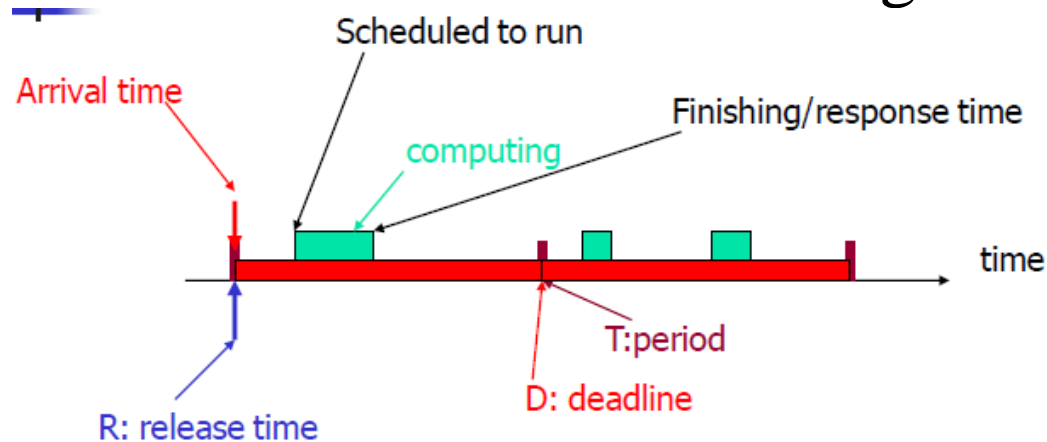 Scheduled to run
Arrival time
Finishing/response time
computing
time
T:period
D: deadline
R: release time